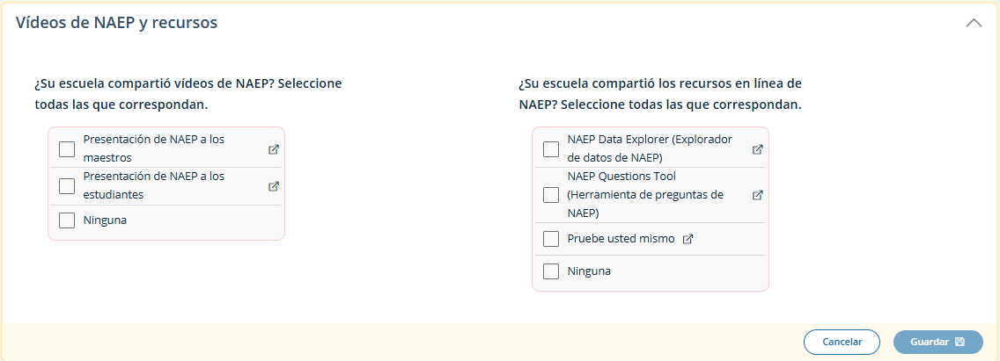 Vídeos de NAEP y recursos
¿Su escuela compartió vídeos de NAEP? Seleccione
todas las que correspondan.
Presentación de NAEP a los
maestros
Presentación de NAEP a los
estudiantes
Ninguna
¿Su escuela compartió los recursos en línea de
NAEP? Seleccione todas las que correspondan.
NAEP Data Explorer (Explorador
de datos de NAEP)
NAEP Questions Tool
(Herramienta de preguntas de
NAEP)
Pruebe usted mismo
Ninguna
Cancelar
Guardar